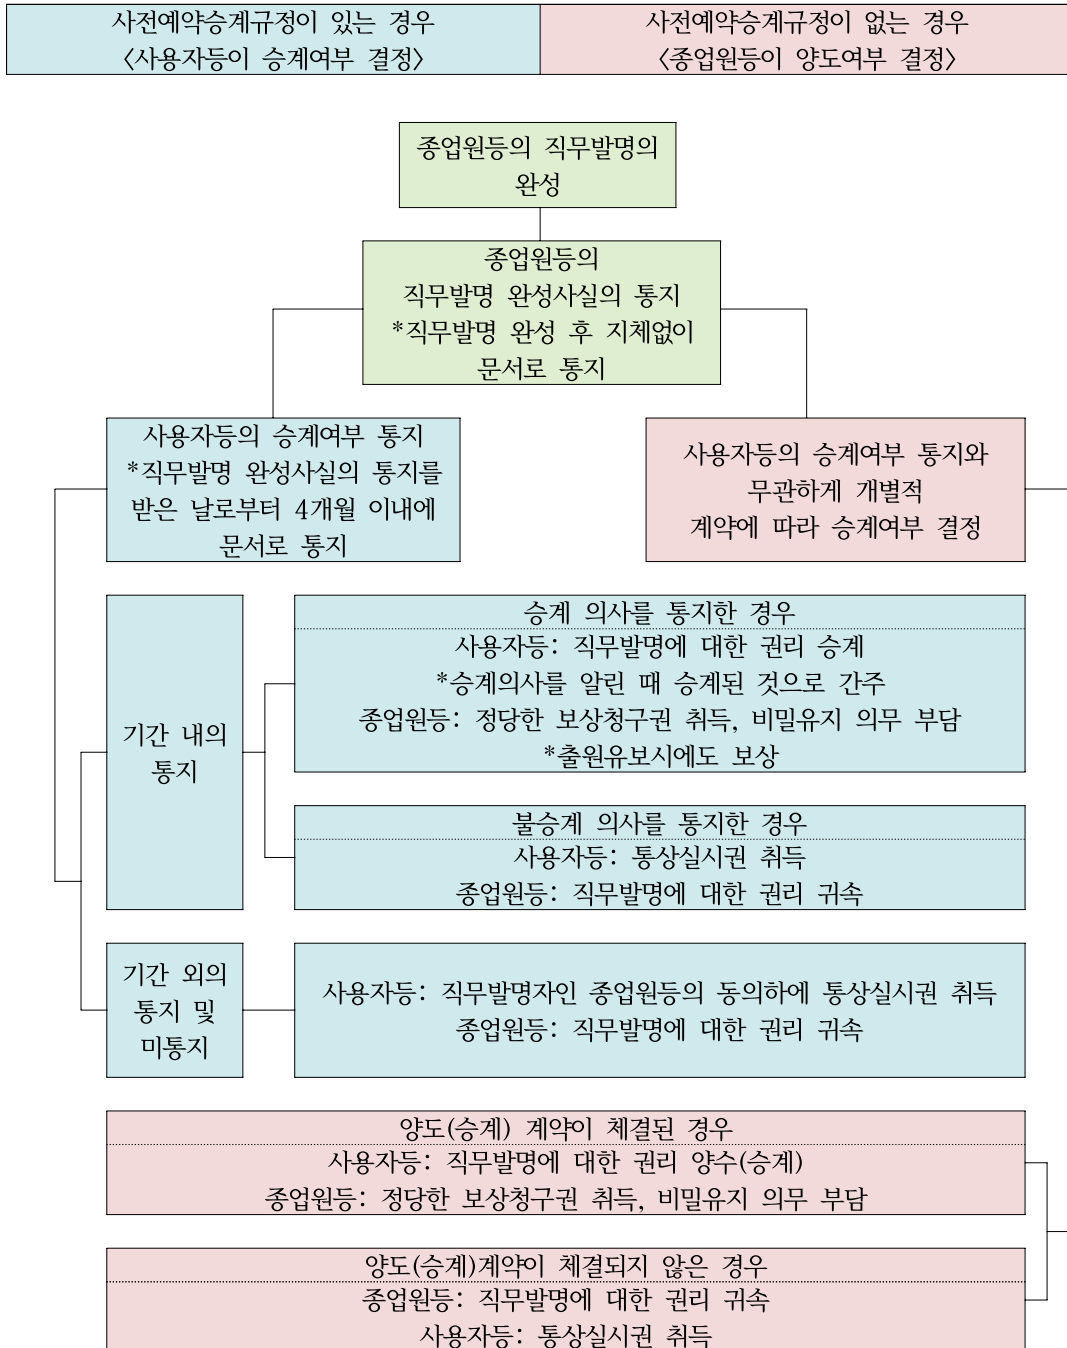 사전예약승계규정이 있는 경우
〈사용자등이 승계여부 결정〉
사전예약승계규정이 없는 경우
〈종업원등이 양도여부 결정〉
종업원등의 직무발명의
완성
종업원등의
직무발명 완성사실의 통지
*직무발명 완성 후 지체없이
문서로 통지
사용자등의 승계여부 통지
*직무발명 완성사실의 통지를
받은 날로부터 4개월 이내에
문서로 통지
사용자등의 승계여부 통지와
무관하게 개별적
계약에 따라 승계여부 결정
기간 내의
통지
승계 의사를 통지한 경우
사용자등: 직무발명에 대한 권리 승계
*승계의사를 알린 때 승계된 것으로 간주
종업원등: 정당한 보상청구권 취득, 비밀유지 의무 부담
*출원유보시에도 보상
불승계 의사를 통지한 경우
사용자등: 통상실시권 취득
종업원등: 직무발명에 대한 권리 귀속
기간 외의
통지 및
미통지
사용자등: 직무발명자인 종업원등의 동의하에 통상실시권 취득
종업원등: 직무발명에 대한 권리 귀속
양도(승계) 계약이 체결된 경우
사용자등: 직무발명에 대한 권리 양수(승계)
종업원등: 정당한 보상청구권 취득, 비밀유지 의무 부담
양도(승계)계약이 체결되지 않은 경우
종업원등: 직무발명에 대한 권리 귀속
사용자등: 통상실시권 취득